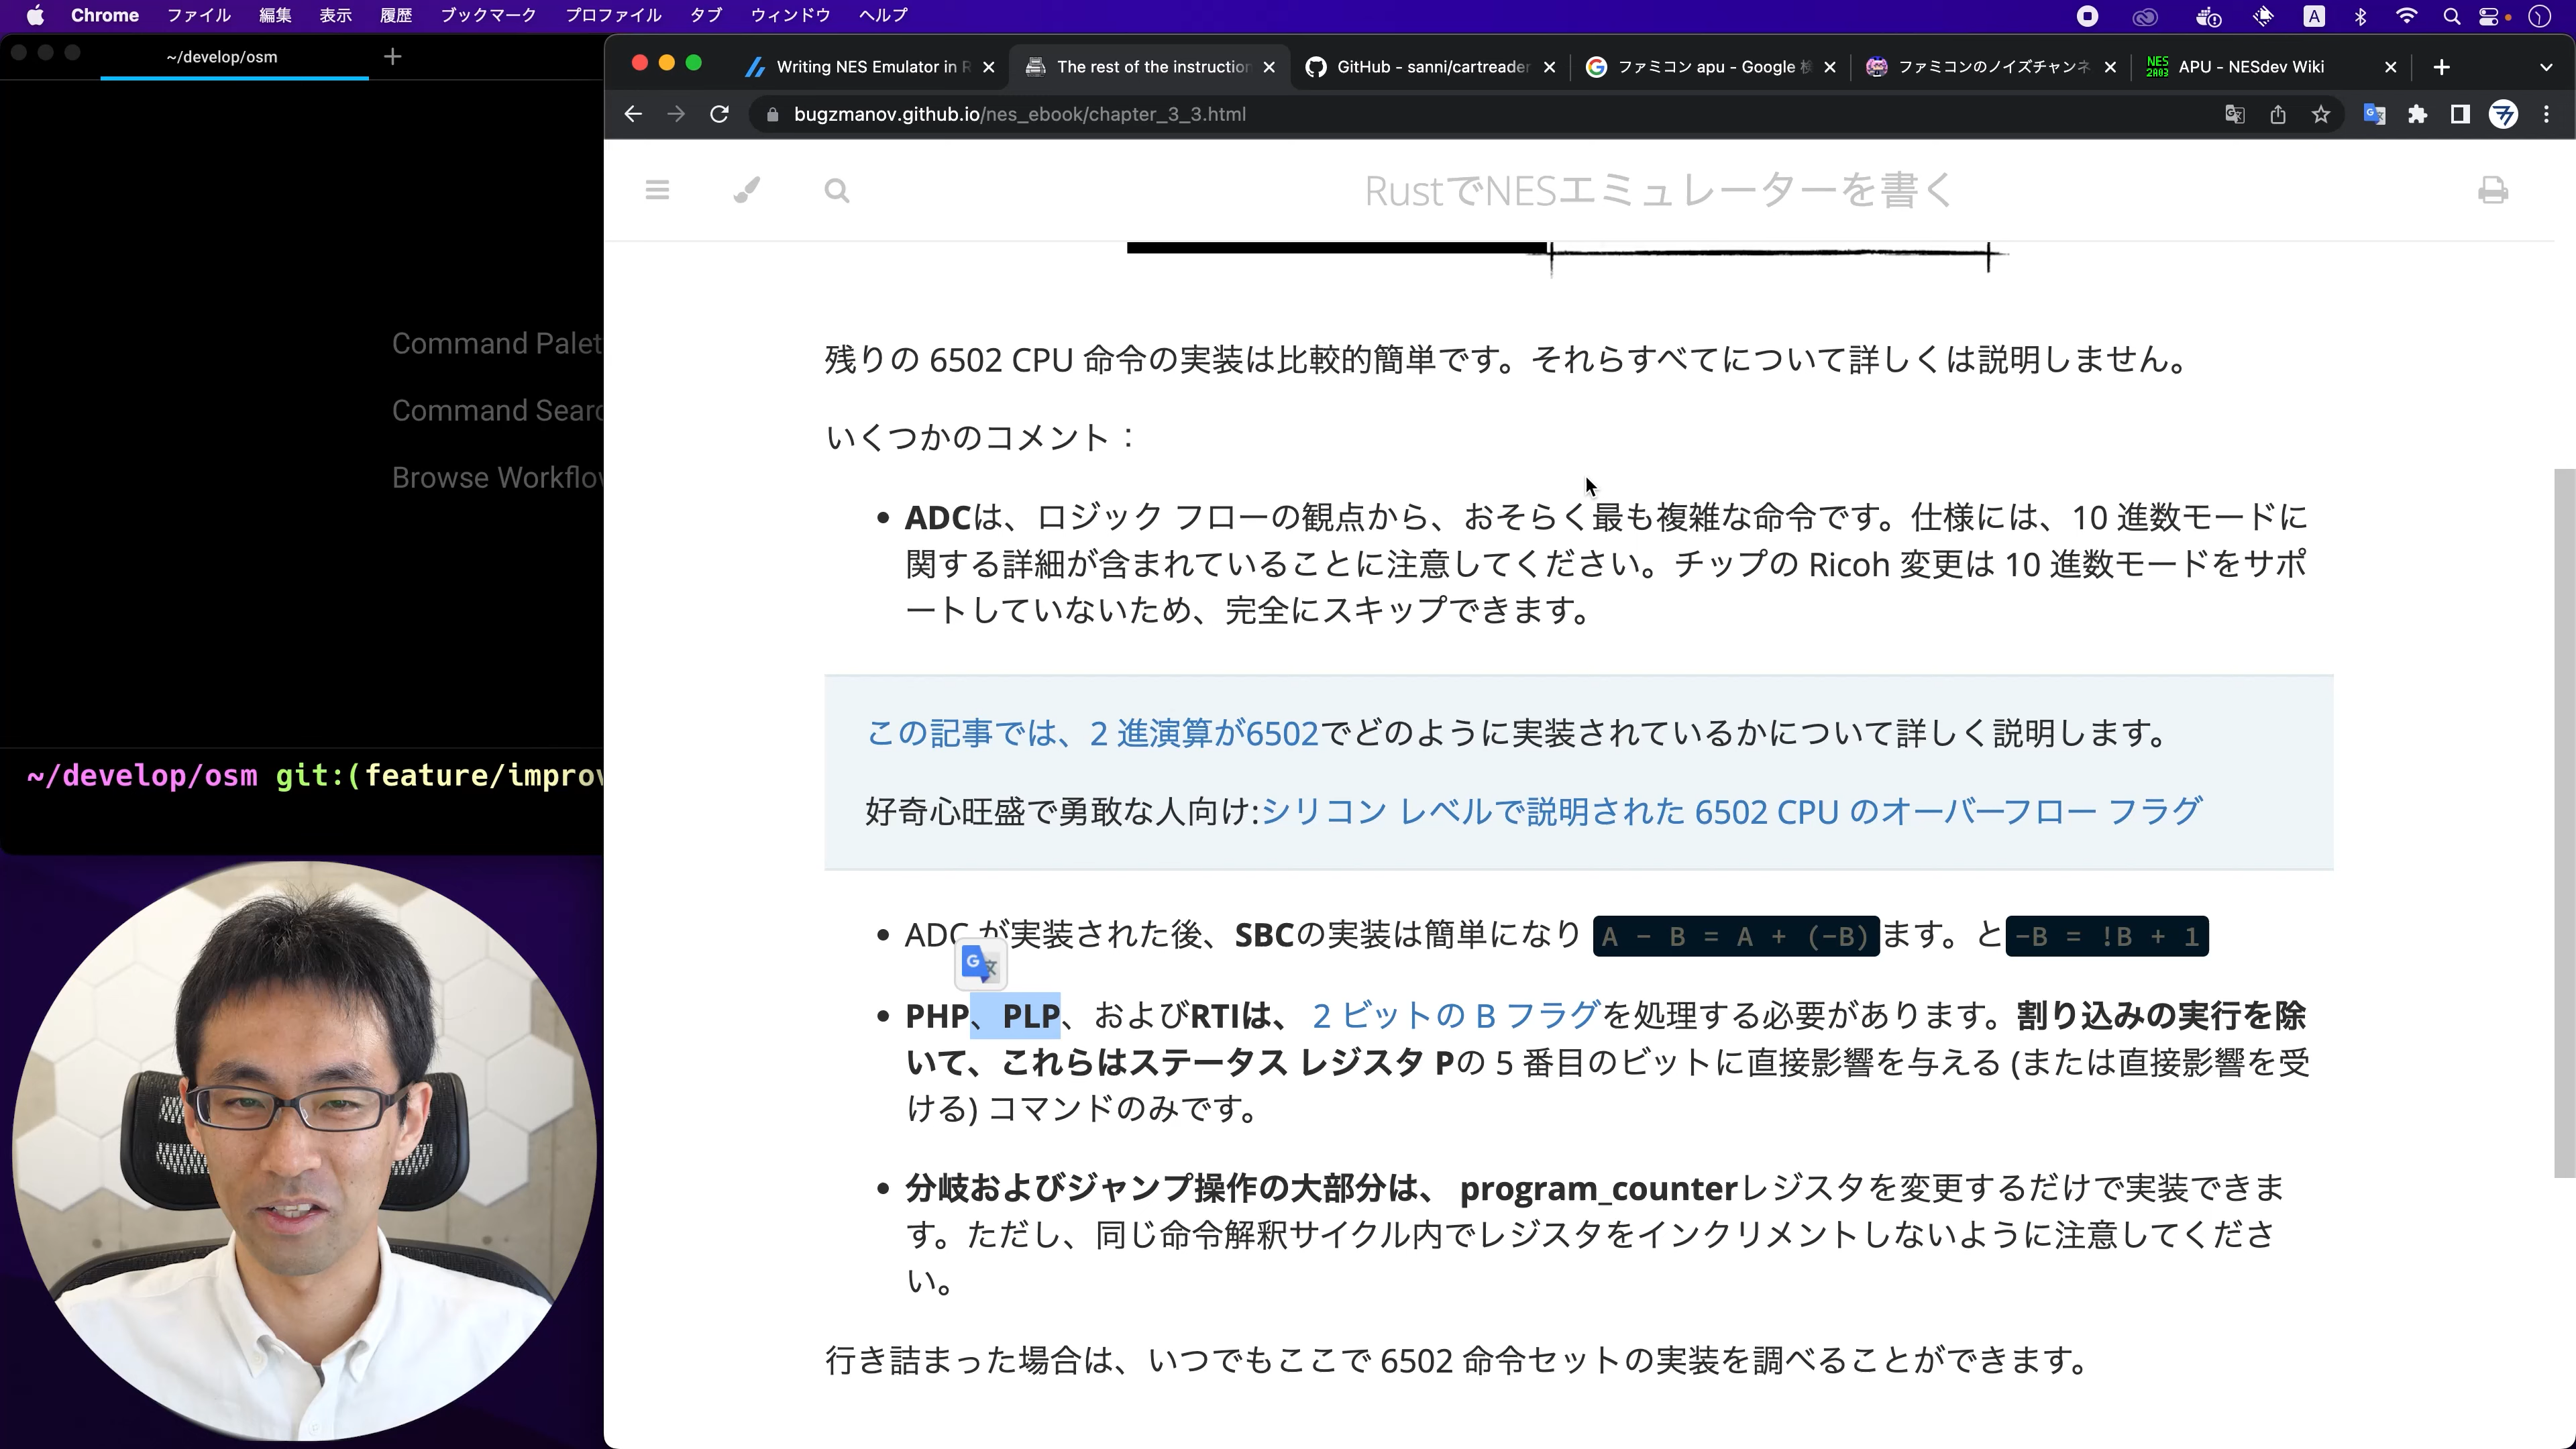 Chrome ファイル 編集 表示 履歴 ブックマーク プロファイル タブ ウィンドウ ヘルプ
A
~/develop/osm
Command Palet
Command Searc
Browse Workflow
~/develop/osm git:(feature/improv
Writing NES Emulator in R
The rest of the instruction
GitHub - sanni/cartreader
ファミコン apu - Google 検
ファミコンのノイズチャンネ
NES 2A03 APU - NESdev Wiki
bugzmanov.github.io/nes_ebook/chapter_3_3.html
RustでNESエミュレーターを書く
残りの 6502 CPU 命令の実装は比較的簡単です。それらすべてについて詳しくは説明しません。
いくつかのコメント：
• ADCは、ロジック フローの観点から、おそらく最も複雑な命令です。仕様には、10 進数モードに
関する詳細が含まれていることに注意してください。チップの Ricoh 変更は 10 進数モードをサポ
ートしていないため、完全にスキップできます。
この記事では、2 進演算が6502でどのように実装されているかについて詳しく説明します。
好奇心旺盛で勇敢な人向け:シリコン レベルで説明された 6502 CPU のオーバーフロー フラグ
• ADC が実装された後、SBCの実装は簡単になり A - B = A + (-B) ます。と -B = !B + 1
• PHP、PLP、およびRTIは、 2 ビットの B フラグを処理する必要があります。割り込みの実行を除
いて、これらはステータス レジスタ Pの 5 番目のビットに直接影響を与える (または直接影響を受
ける) コマンドのみです。
• 分岐およびジャンプ操作の大部分は、 program_counterレジスタを変更するだけで実装できま
す。ただし、同じ命令解釈サイクル内でレジスタをインクリメントしないように注意してくださ
い。
行き詰まった場合は、いつでもここで 6502 命令セットの実装を調べることができます。